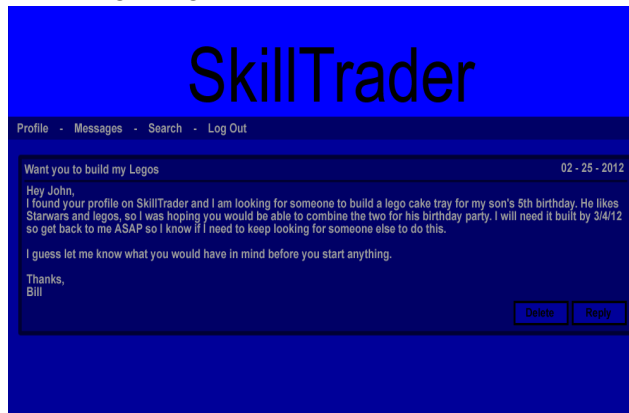 SkillTrader
Profile - Messages - Search - Log Out
Want you to build my Legos 02 - 25 - 2012
Hey John,
I found your profile on SkillTrader and I am looking for someone to build a lego cake tray for my son's 5th birthday. He likes
Starwars and legos, so I was hoping you would be able to combine the two for his birthday party. I will need it built by 3/4/12
so get back to me ASAP so I know if I need to keep looking for someone else to do this.
I guess let me know what you would have in mind before you start anything.
Thanks,
Bill
Delete Reply